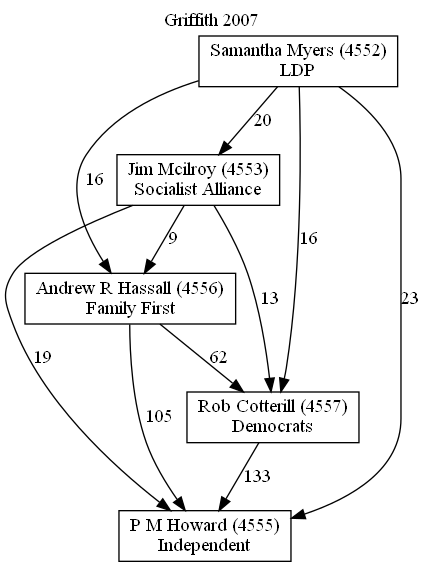 Griffith 2007
Samantha Myers (4552)
LDP
20
Jim Mcilroy (4553)
Socialist Alliance
16
9
16
Andrew R Hassall (4556)
Family First
13
23
19
62
Rob Cotterill (4557)
Democrats
105
133
P M Howard (4555)
Independent